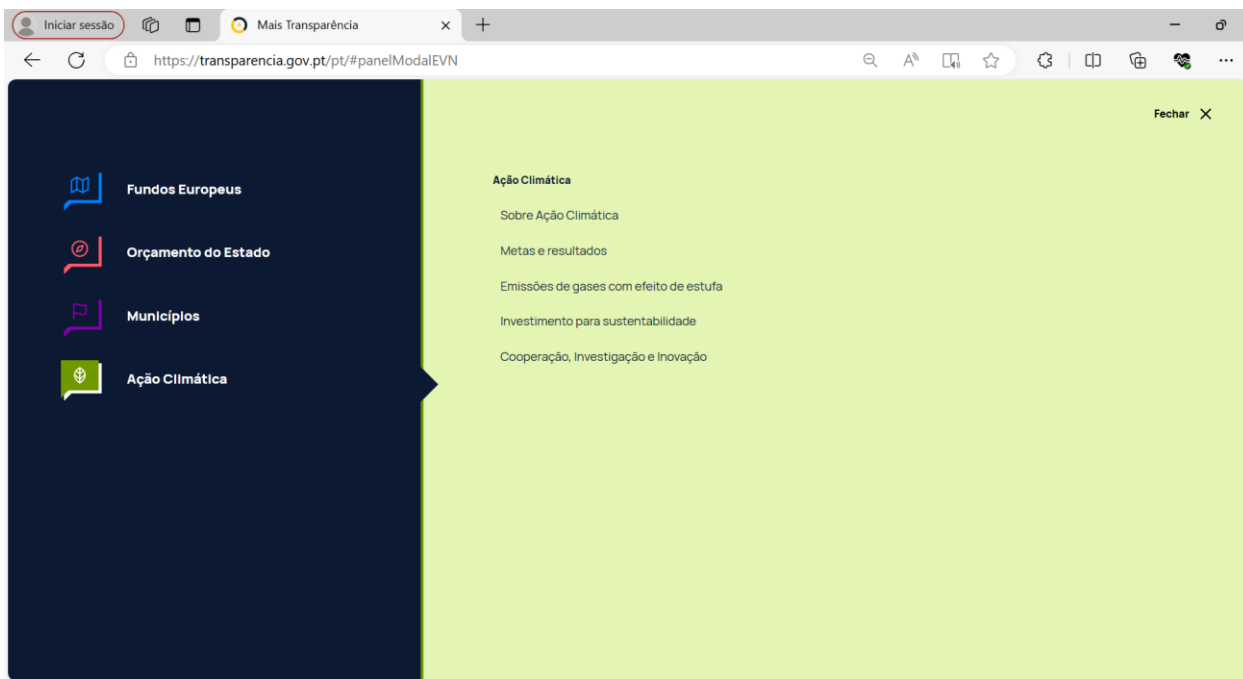 Iniciar sessão
Mais Transparência
https://transparencia.gov.pt/pt/#panelModalEVN
Fechar
Fundos Europeus
Orçamento do Estado
Municípios
Ação Climática
Ação Climática
Sobre Ação Climática
Metas e resultados
Emissões de gases com efeito de estufa
Investimento para sustentabilidade
Cooperação, Investigação e Inovação